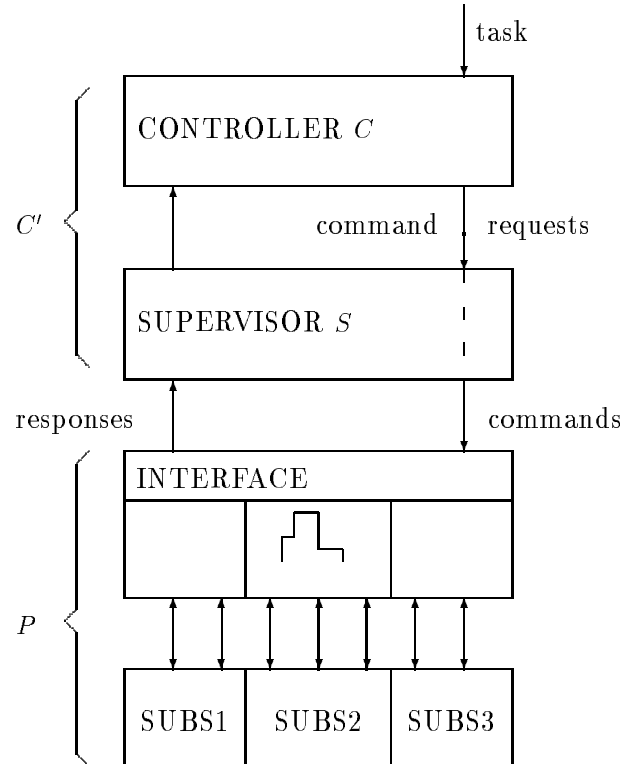 task
CONTROLLER C
C'
command requests
SUPERVISOR S
responses
commands
INTERFACE
P
SUBS1 SUBS2 SUBS3